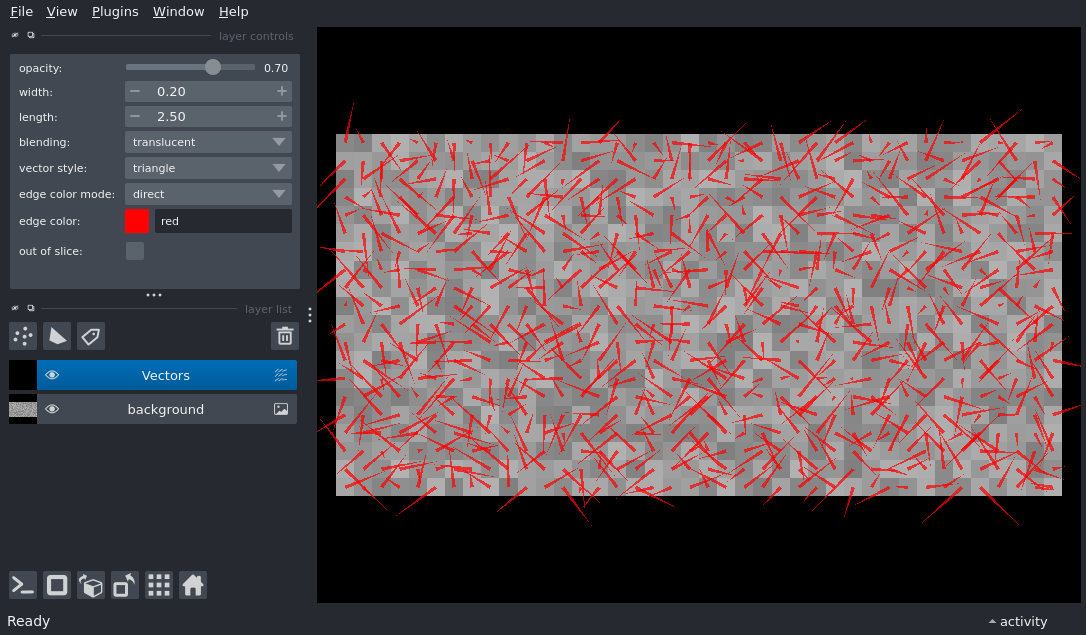 File View Plugins Window Help
layer controls
opacity: 0.70
width: 0.20
length: 2.50
blending: translucent
vector style: triangle
edge color mode: direct
edge color: red
out of slice:
layer list
Vectors
background
Ready
activity